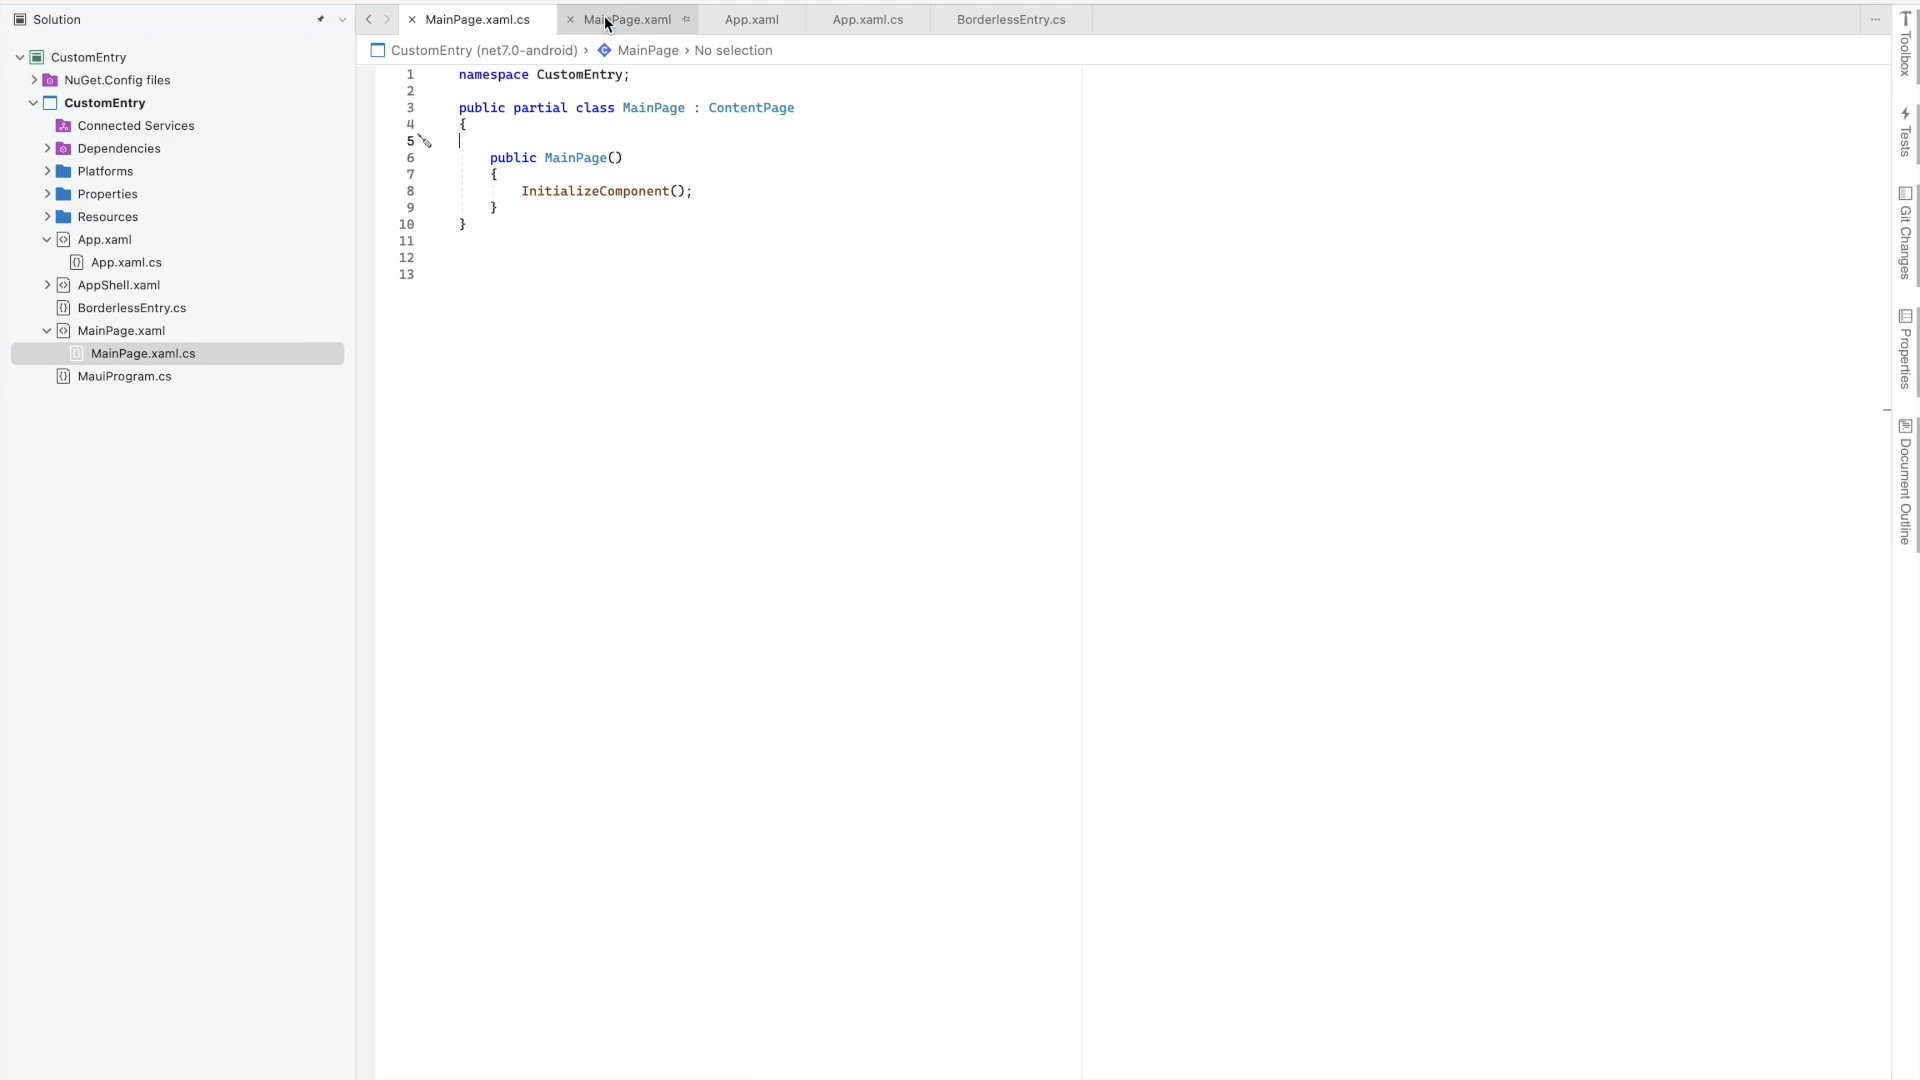 Solution
CustomEntry
NuGet.Config files
CustomEntry
Connected Services
Dependencies
Platforms
Properties
Resources
App.xaml
App.xaml.cs
AppShell.xaml
BorderlessEntry.cs
MainPage.xaml
MainPage.xaml.cs
MauiProgram.cs
MainPage.xaml.cs
MainPage.xaml
App.xaml
App.xaml.cs
BorderlessEntry.cs
CustomEntry (net7.0-android) › MainPage › No selection
1 namespace CustomEntry;
2
3 public partial class MainPage : ContentPage
4 {
5
6 public MainPage()
7 {
8 InitializeComponent();
9 }
10 }
11
12
13
Toolbox
Tests
Git Changes
Properties
Document Outline